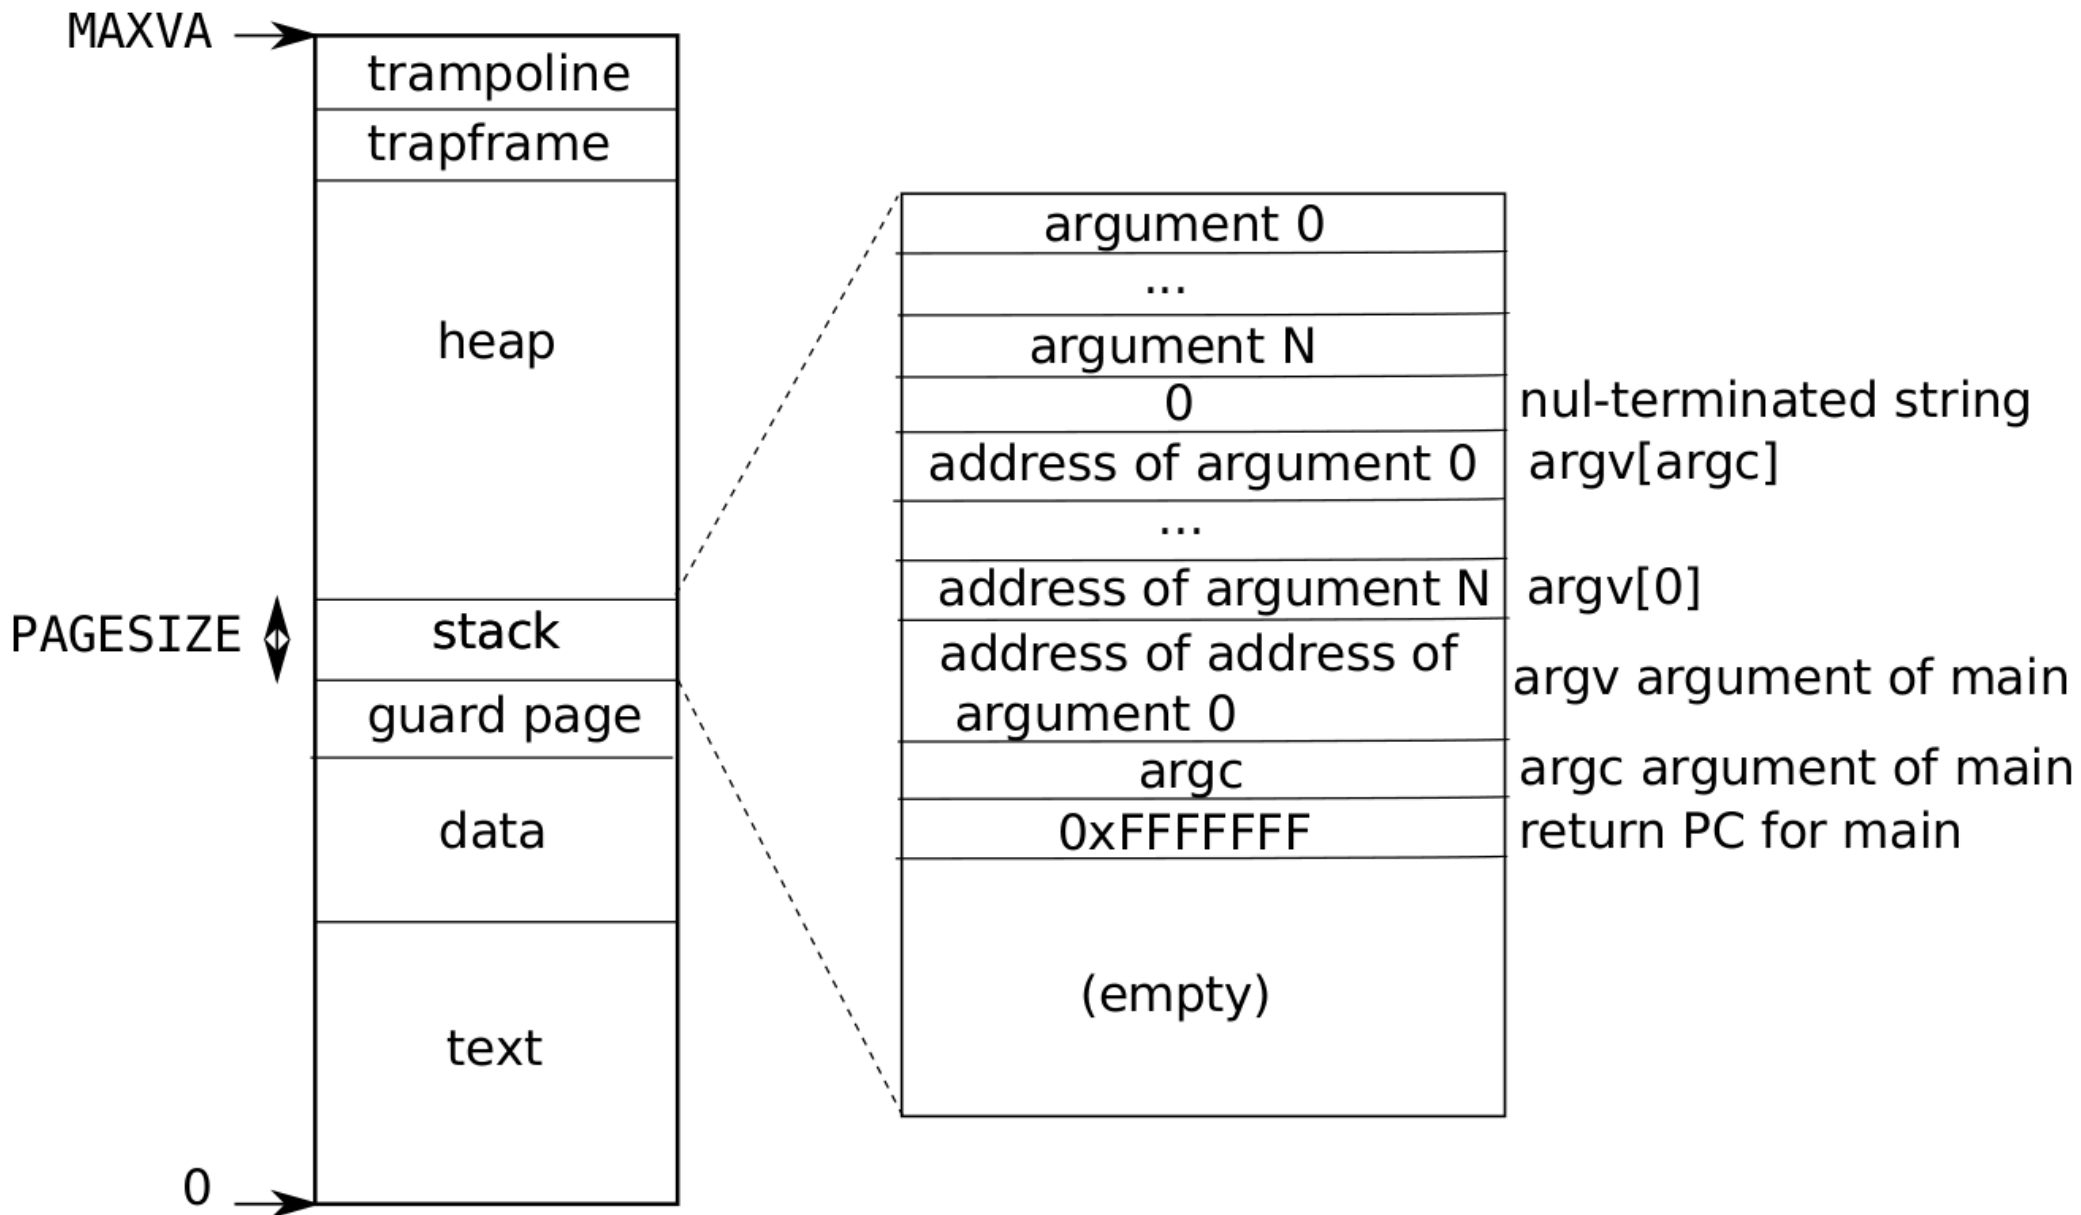 MAXVA
trampoline
trapframe
heap
PAGESIZE
stack
guard page
data
text
0
argument 0
...
argument N
0
nul-terminated string
address of argument 0
argv[argc]
...
address of argument N
argv[0]
address of address of
argument 0
argv argument of main
argc
argc argument of main
0xFFFFFFF
return PC for main
(empty)